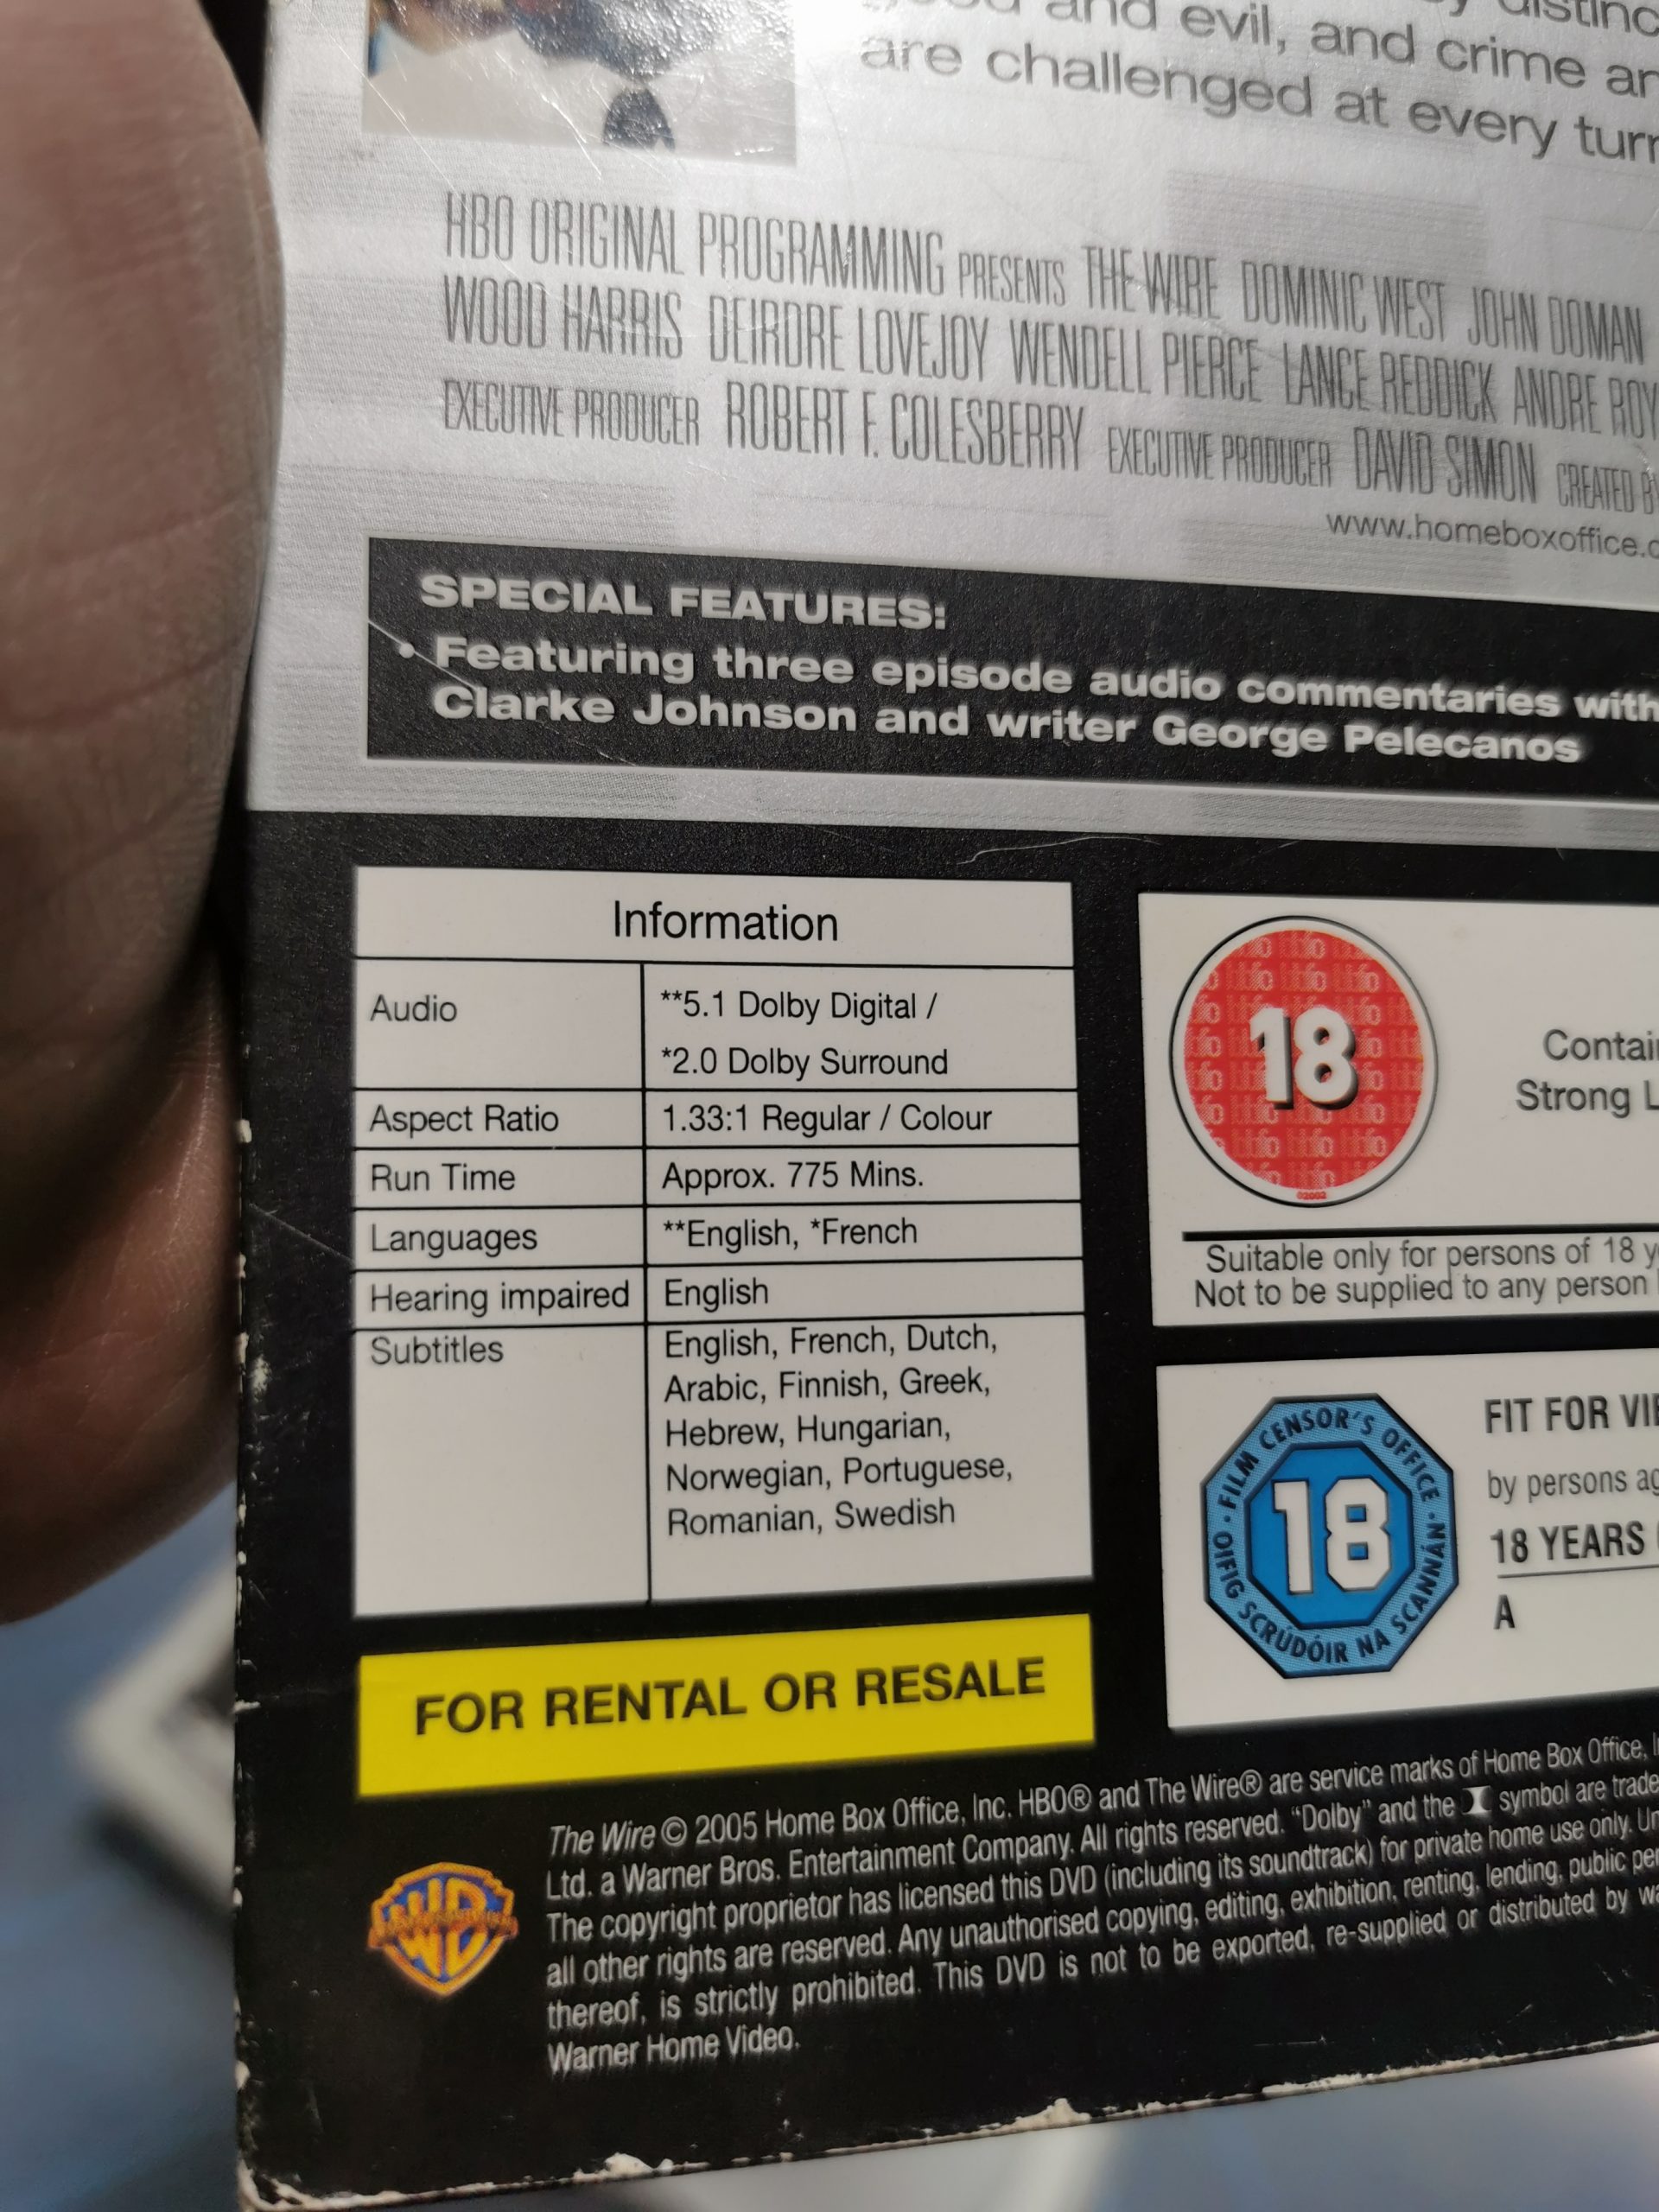 and evil, and crime
are challenged at every
HBO ORIGINAL PROGRAMMING PRESENTS THE WIRE DOMINIC WEST JOHN DOMAN
WOOD HARRIS DEIRDRE LOVEJOY WENDELL PIERCE LANCE REDDICK ANDRE
EXECUTIVE PRODUCER ROBERT F. COLESBERRY EXECUTIVE PRODUCER DAVID SIMON CREATED
www.homeboxoffice.c
SPECIAL FEATURES:
• Featuring three episode audio commentaries with
Clarke Johnson and writer George Pelecanos
Information
Audio **5.1 Dolby Digital /
*2.0 Dolby Surround
Aspect Ratio 1.33:1 Regular / Colour
Run Time Approx. 775 Mins.
Languages **English, *French
Hearing impaired English
Subtitles English, French, Dutch,
Arabic, Finnish, Greek,
Hebrew, Hungarian,
Norwegian, Portuguese,
Romanian, Swedish
18
Contai
Strong L
Suitable only for persons of 18 y
Not to be supplied to any person
FILM CENSOR'S OFFICE · OIFIG SCRÚDÓIR NA SCANNÁN ·
18
FIT FOR VIE
by persons ag
18 YEARS
A
FOR RENTAL OR RESALE
The Wire © 2005 Home Box Office, Inc. HBO® and The Wire® are service marks of Home Box Office, I
Ltd. a Warner Bros. Entertainment Company. All rights reserved. "Dolby" and the symbol are trade
The copyright proprietor has licensed this DVD (including its soundtrack) for private home use only. Un
all other rights are reserved. Any unauthorised copying, editing, exhibition, renting, lending, public pe
thereof, is strictly prohibited. This DVD is not to be exported, re-supplied or distributed by w
Warner Home Video.